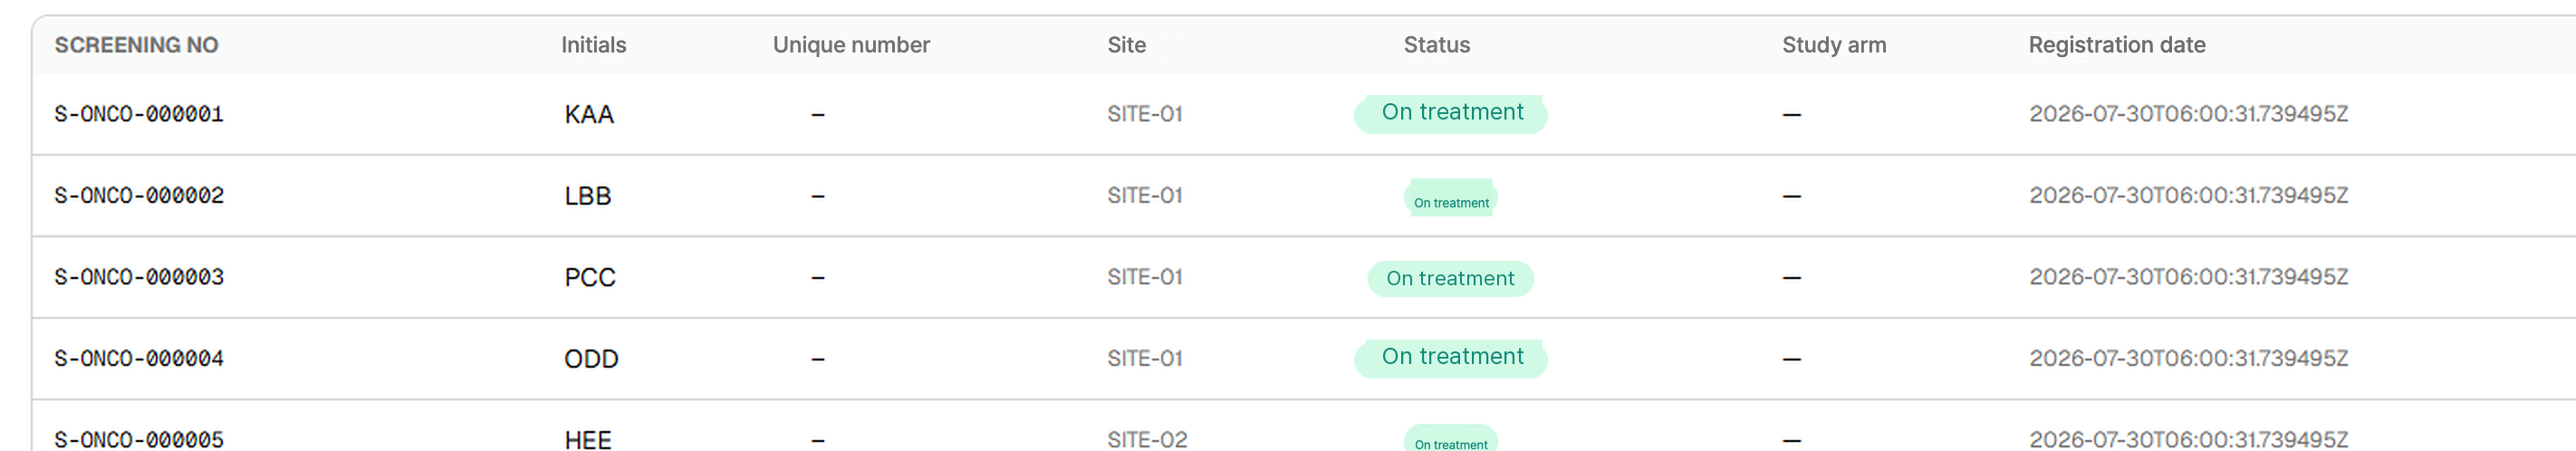 SCREENING NO Initials Unique number Site Status Study arm Registration date
S-ONCO-000001 KAA – SITE-01 On treatment — 2026-07-30T06:00:31.739495Z
S-ONCO-000002 LBB – SITE-01 On treatment — 2026-07-30T06:00:31.739495Z
S-ONCO-000003 PCC – SITE-01 On treatment — 2026-07-30T06:00:31.739495Z
S-ONCO-000004 ODD – SITE-01 On treatment — 2026-07-30T06:00:31.739495Z
S-ONCO-000005 HEE – SITE-02 On treatment — 2026-07-30T06:00:31.739495Z